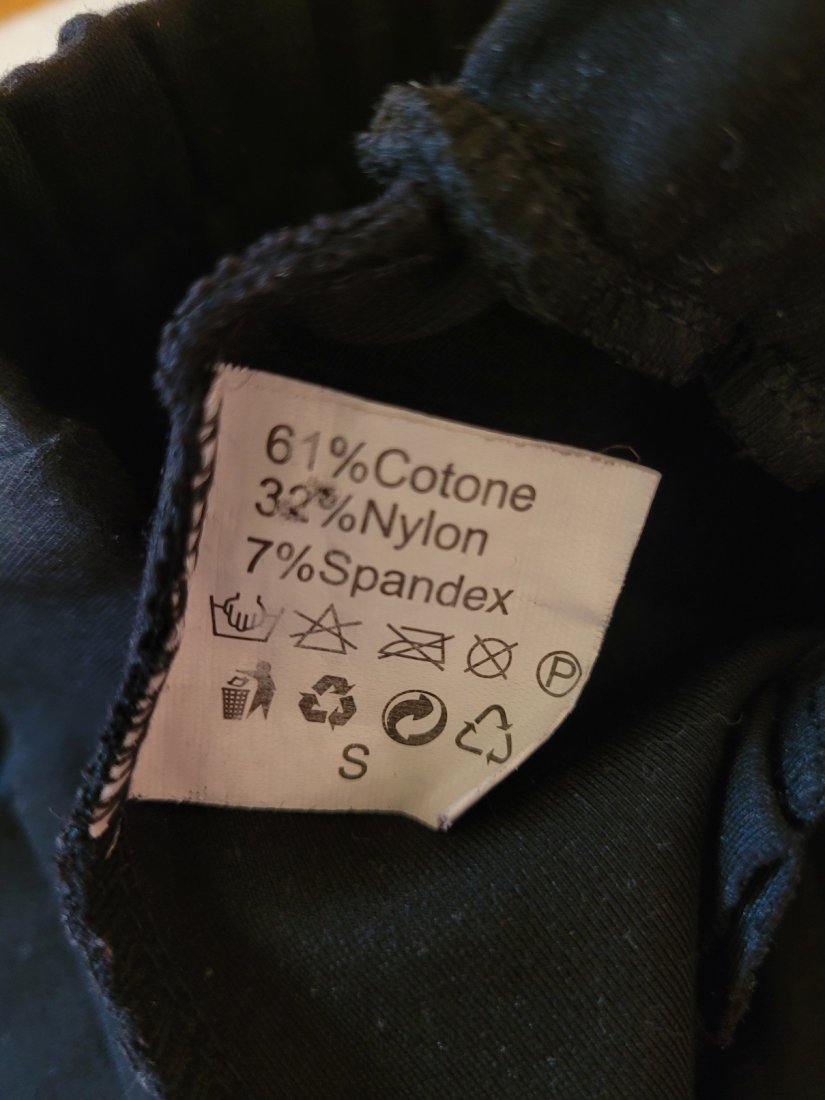 61%Cotone
32%Nylon
7%Spandex
P
S